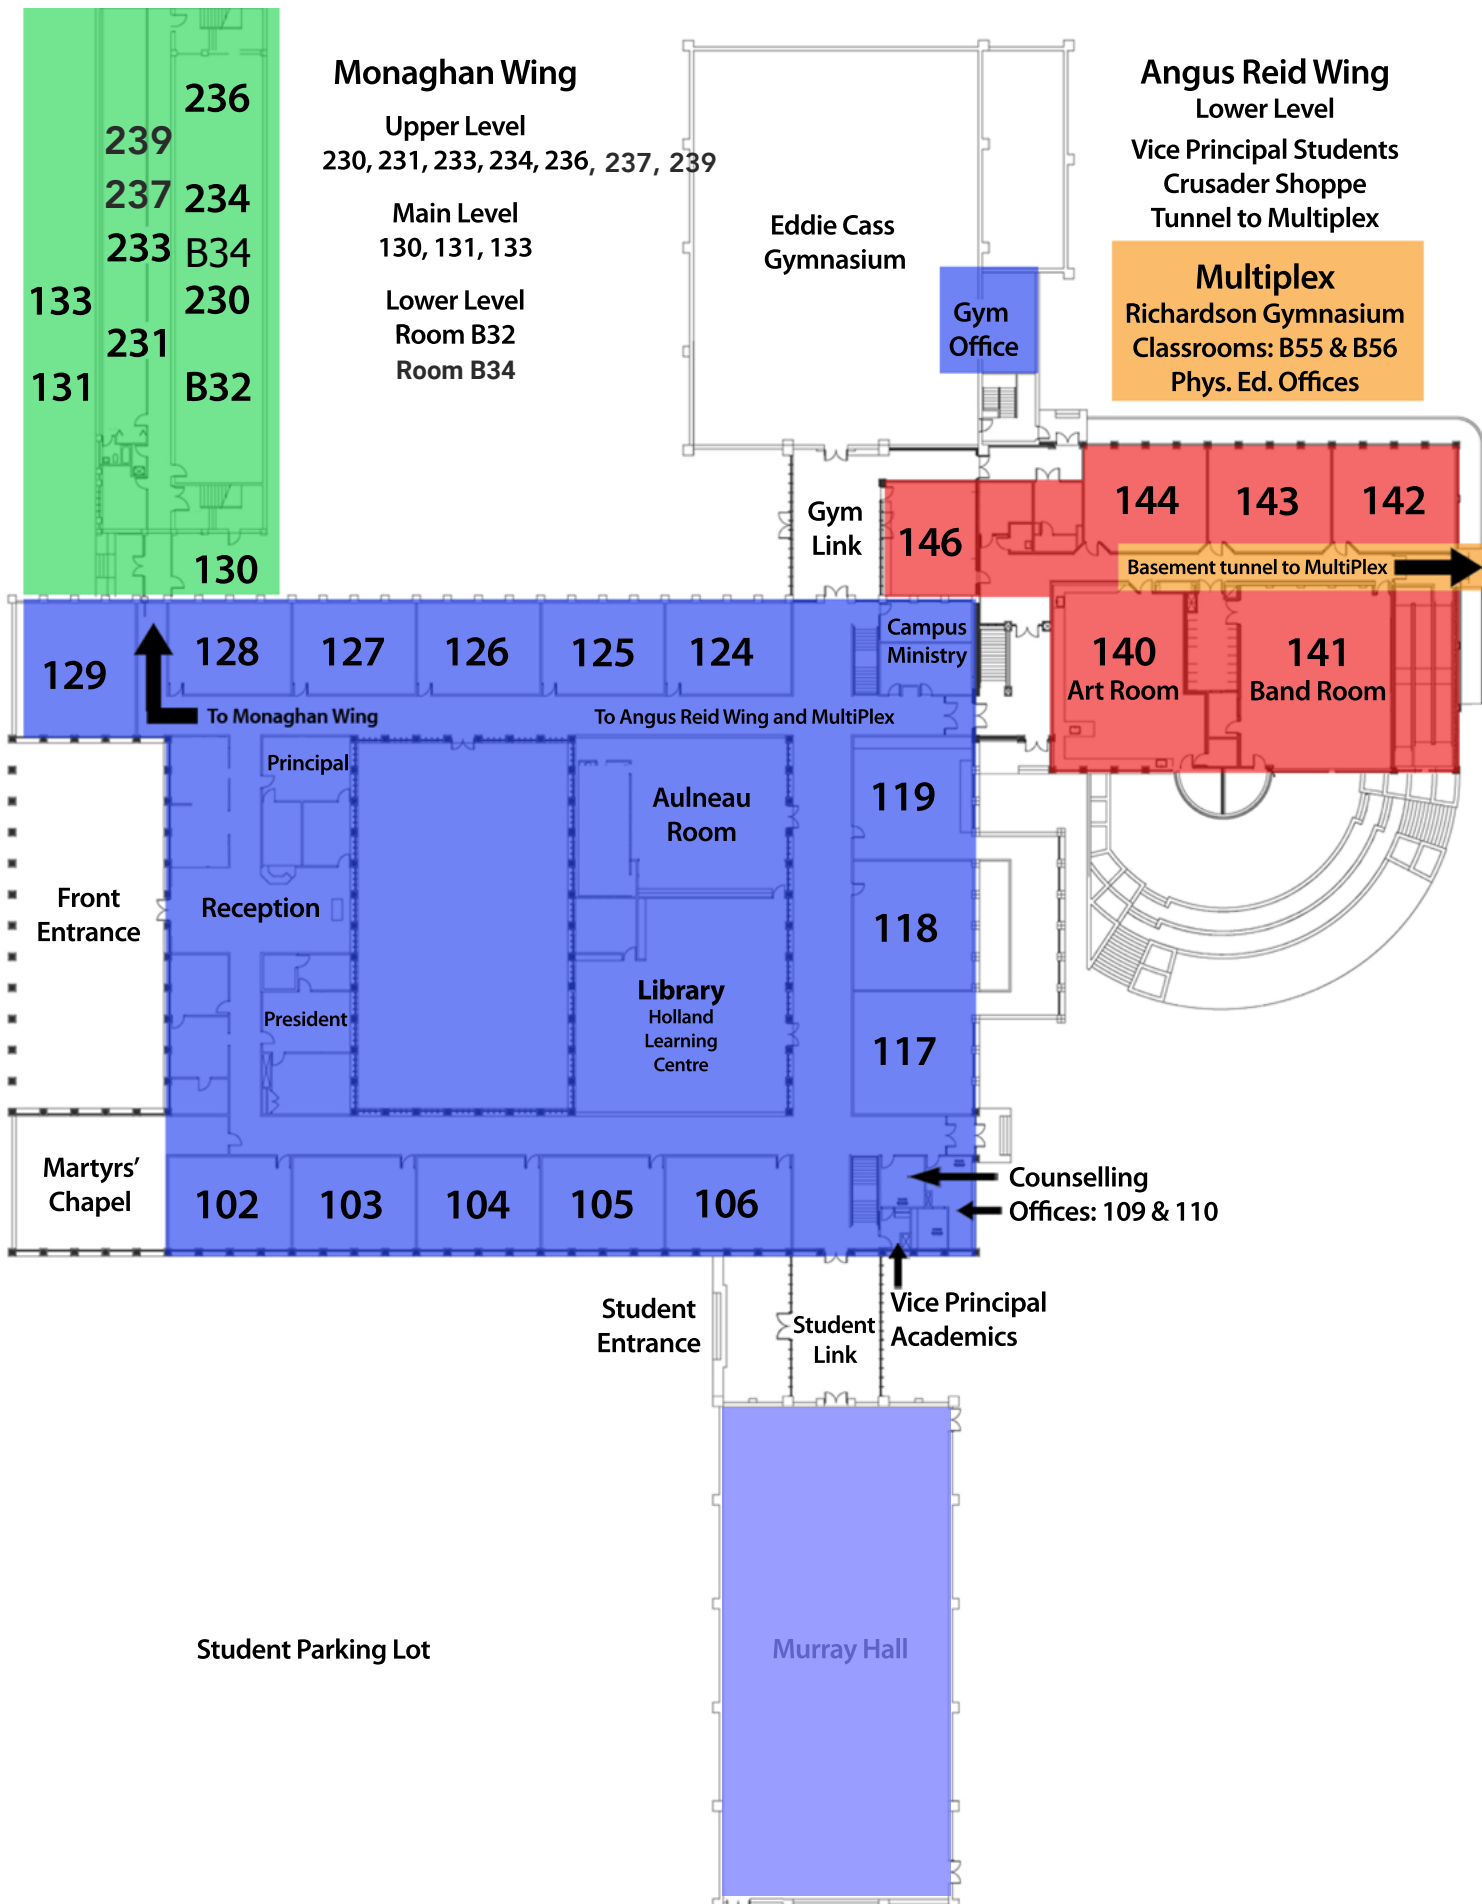 236
239
237
234
233
B34
133
230
231
131
B32
130
Monaghan Wing
Upper Level
230, 231, 233, 234, 236, 237, 239
Main Level
130, 131, 133
Lower Level
Room B32
Room B34
Eddie Cass
Gymnasium
Gym
Office
Angus Reid Wing
Lower Level
Vice Principal Students
Crusader Shoppe
Tunnel to Multiplex
Multiplex
Richardson Gymnasium
Classrooms: B55 & B56
Phys. Ed. Offices
Gym
Link
146
144
143
142
Basement tunnel to MultiPlex
140
Art Room
141
Band Room
129
128
127
126
125
124
Campus
Ministry
To Monaghan Wing
To Angus Reid Wing and MultiPlex
Principal
Aulneau
Room
119
Front
Entrance
Reception
118
Library
Holland
Learning
Centre
President
117
Martyrs’
Chapel
102
103
104
105
106
Counselling
Offices: 109 & 110
Vice Principal
Academics
Student
Entrance
Student
Link
Student Parking Lot
Murray Hall